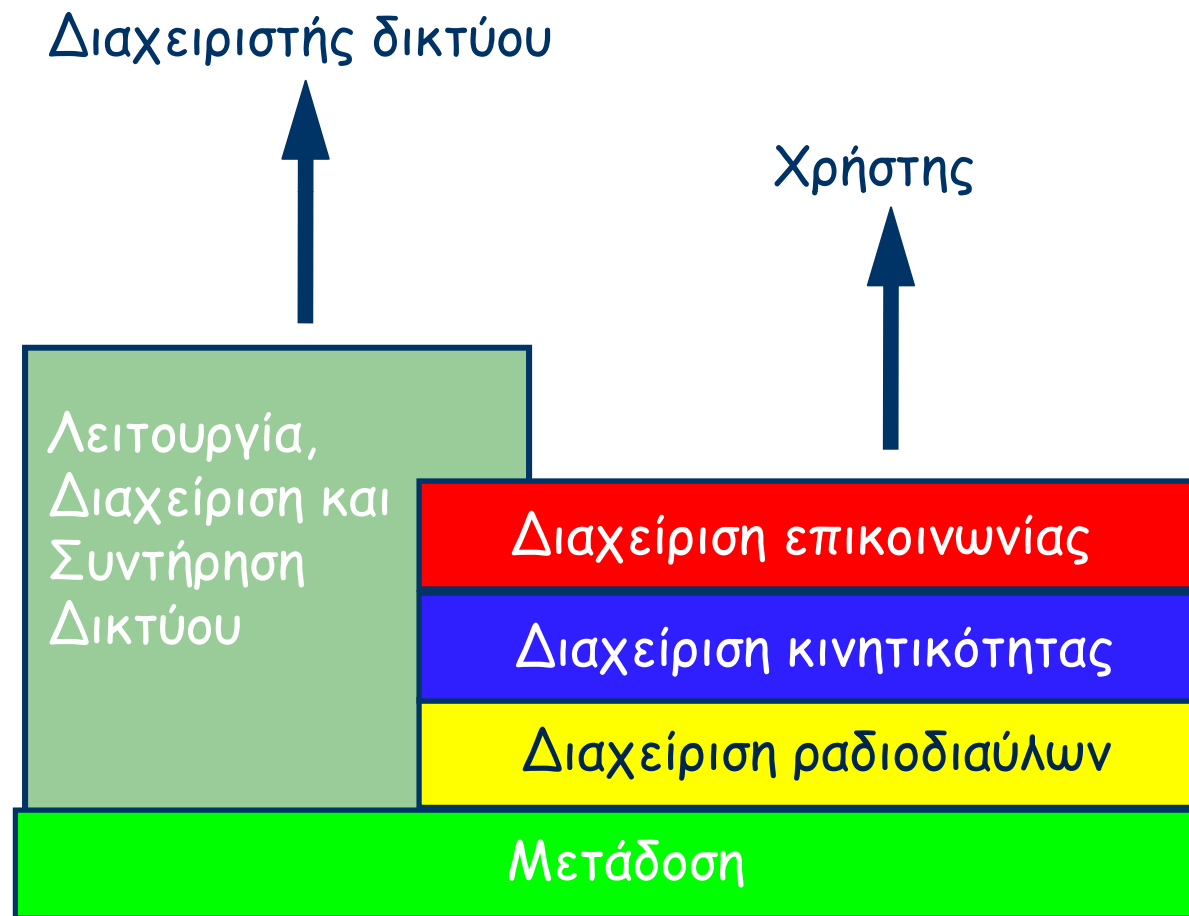 Διαχειριστής δικτύου
Χρήστης
Λειτουργία,
Διαχείριση και
Συντήρηση
Δικτύου
Διαχείριση επικοινωνίας
Διαχείριση κινητικότητας
Διαχείριση ραδιοδιαύλων
Μετάδοση